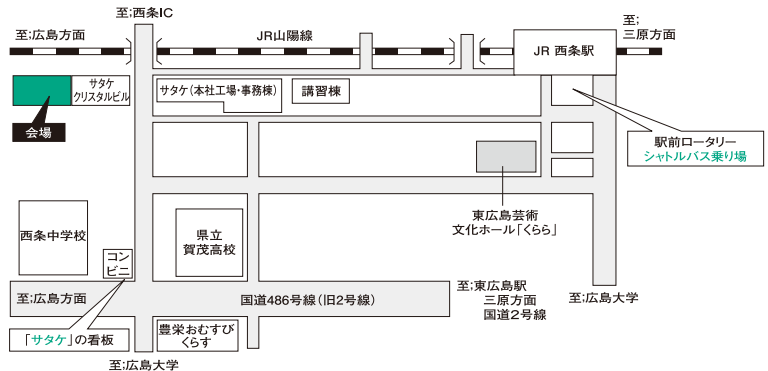 至;西条IC
至;広島方面
JR山陽線
JR 西条駅
至;
三原方面
サタケ
クリスタルビル
サタケ(本社工場・事務棟)
講習棟
会場
駅前ロータリー
シャトルバス乗り場
東広島芸術
文化ホール「くらら」
西条中学校
県立
賀茂高校
コン
ビニ
至;広島方面
国道486号線(旧2号線)
至;東広島駅
三原方面
国道2号線
至;広島大学
「サタケ」の看板
豊栄おむすび
くらす
至;広島大学